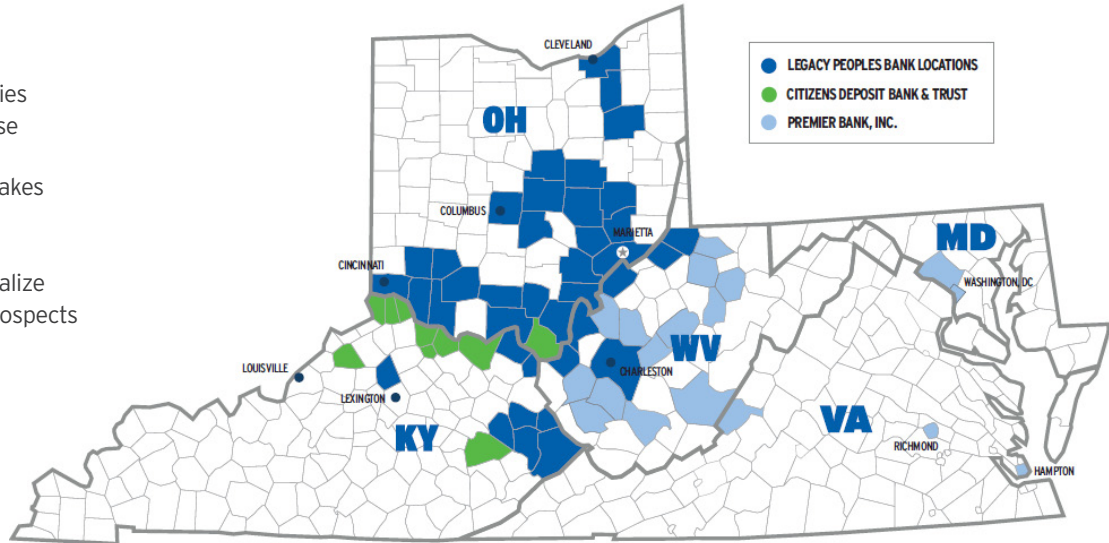 ies
se
akes
alize
ospects
CLEVELAND
LEGACY PEOPLES BANK LOCATIONS
CITIZENS DEPOSIT BANK & TRUST
PREMIER BANK, INC.
OH
COLUMBUS
MARIETTA
MD
CINCINNATI
WASHINGTON, DC
WV
LOUISVILLE
CHARLESTON
LEXINGTON
KY
VA
RICHMOND
HAMPTON